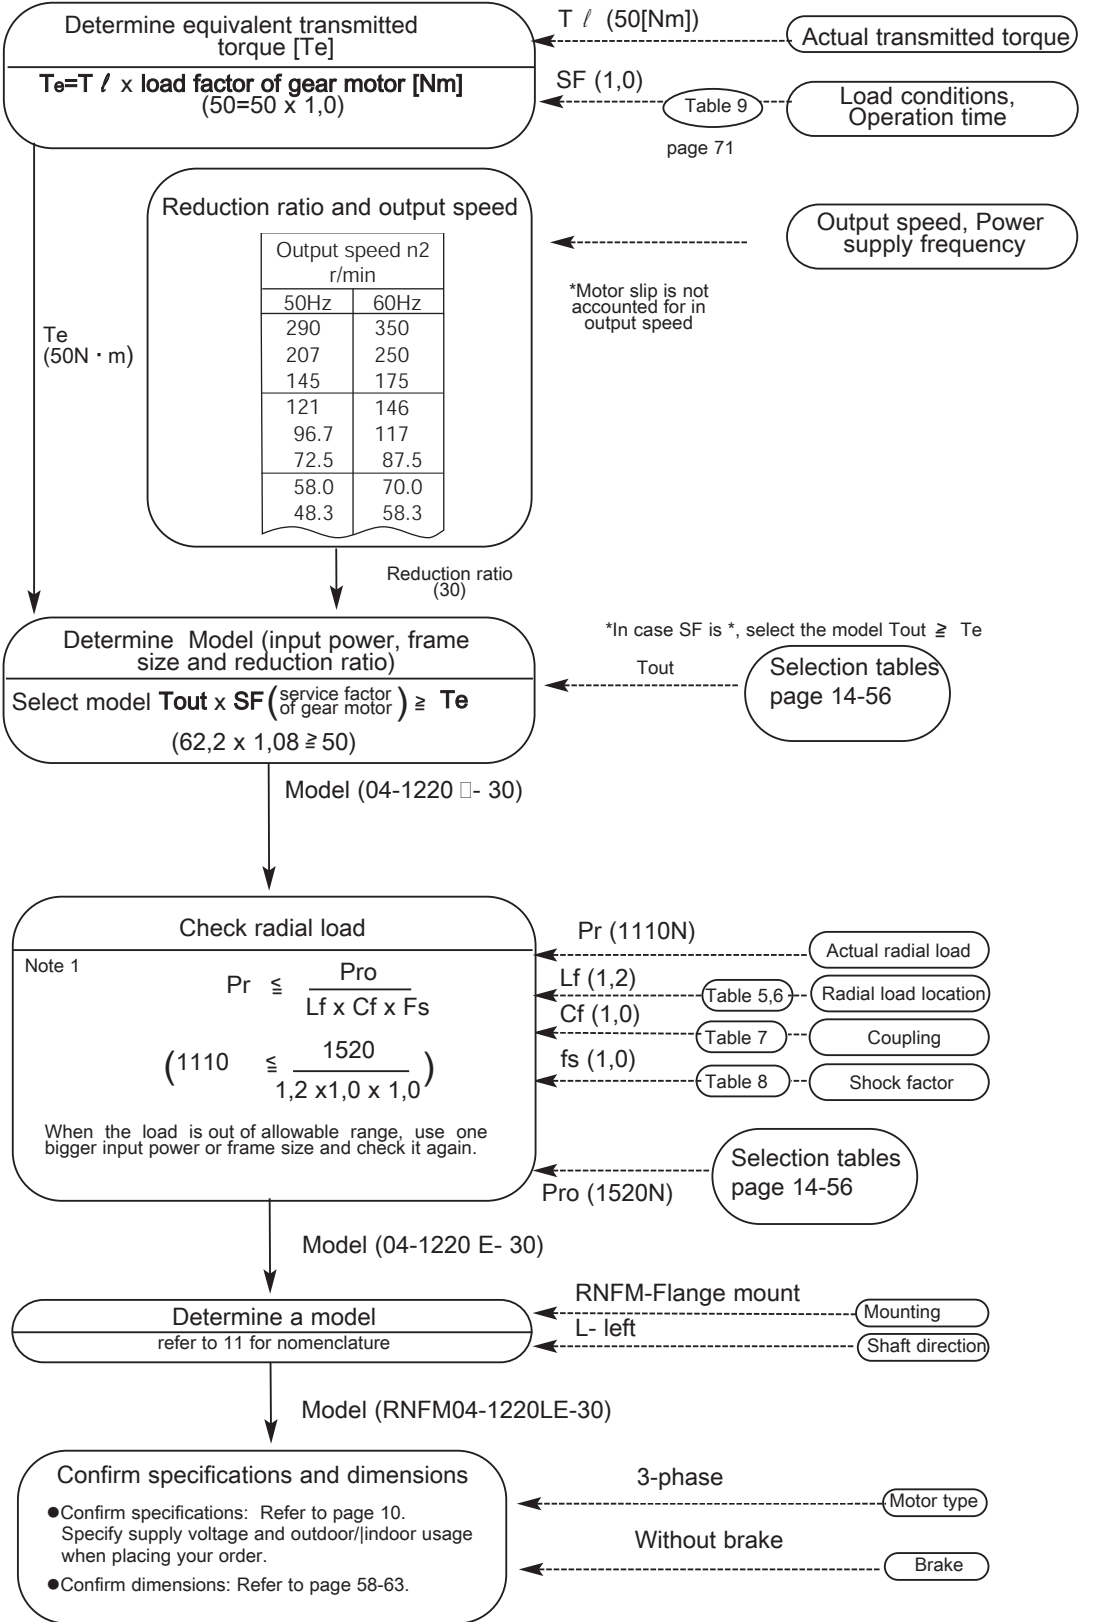 Determine equivalent transmitted
torque [Te]
Te=T ℓ x load factor of gear motor [Nm]
(50=50 x 1,0)
T ℓ (50[Nm])
Actual transmitted torque
SF (1,0)
Table 9
page 71
Load conditions,
Operation time
Te
(50N・m)
Reduction ratio and output speed
Output speed n2
r/min
50Hz 60Hz
290 350
207 250
145 175
121 146
96.7 117
72.5 87.5
58.0 70.0
48.3 58.3
Output speed, Power
supply frequency
*Motor slip is not
accounted for in
output speed
Reduction ratio
(30)
Determine Model (input power, frame
size and reduction ratio)
Select model Tout x SF (service factor
of gear motor) ≧ Te
(62,2 x 1,08 ≧ 50)
*In case SF is *, select the model Tout ≧ Te
Tout
Selection tables
page 14-56
Model (04-1220 □- 30)
Check radial load
Note 1
Pr ≦ Pro
Lf x Cf x Fs
(1110 ≦ 1520
1,2 x1,0 x 1,0)
When the load is out of allowable range, use one
bigger input power or frame size and check it again.
Pr (1110N)
Actual radial load
Lf (1,2)
Table 5,6
Radial load location
Cf (1,0)
Table 7
Coupling
fs (1,0)
Table 8
Shock factor
Pro (1520N)
Selection tables
page 14-56
Model (04-1220 E- 30)
Determine a model
refer to 11 for nomenclature
RNFM-Flange mount
Mounting
L- left
Shaft direction
Model (RNFM04-1220LE-30)
Confirm specifications and dimensions
●Confirm specifications: Refer to page 10.
Specify supply voltage and outdoor/|indoor usage
when placing your order.
●Confirm dimensions: Refer to page 58-63.
3-phase
Motor type
Without brake
Brake